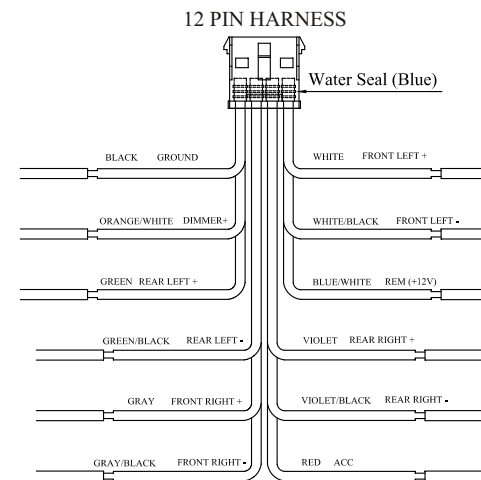 12 PIN HARNESS
Water Seal (Blue)
BLACK GROUND
WHITE FRONT LEFT +
ORANGE/WHITE DIMMER+
WHITE/BLACK FRONT LEFT -
GREEN REAR LEFT +
BLUE/WHITE REM (+12V)
GREEN/BLACK REAR LEFT -
VIOLET REAR RIGHT +
GRAY FRONT RIGHT +
VIOLET/BLACK REAR RIGHT -
GRAY/BLACK FRONT RIGHT -
RED ACC